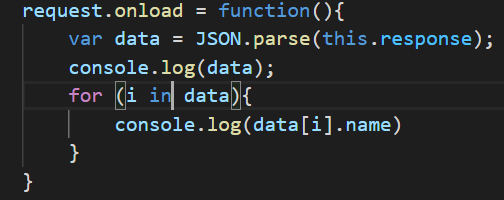 request.onload = function(){
    var data = JSON.parse(this.response);
    console.log(data);
    for (i in data){
        console.log(data[i].name)
    }
}